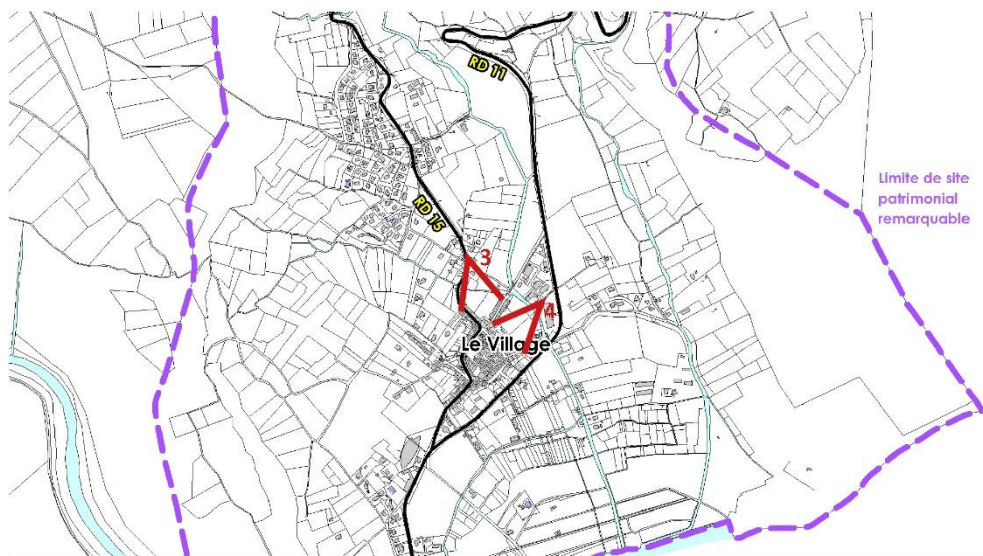 RD 11
Limite de site
patrimonial
remarquable
RD 15
3
4
Le Village